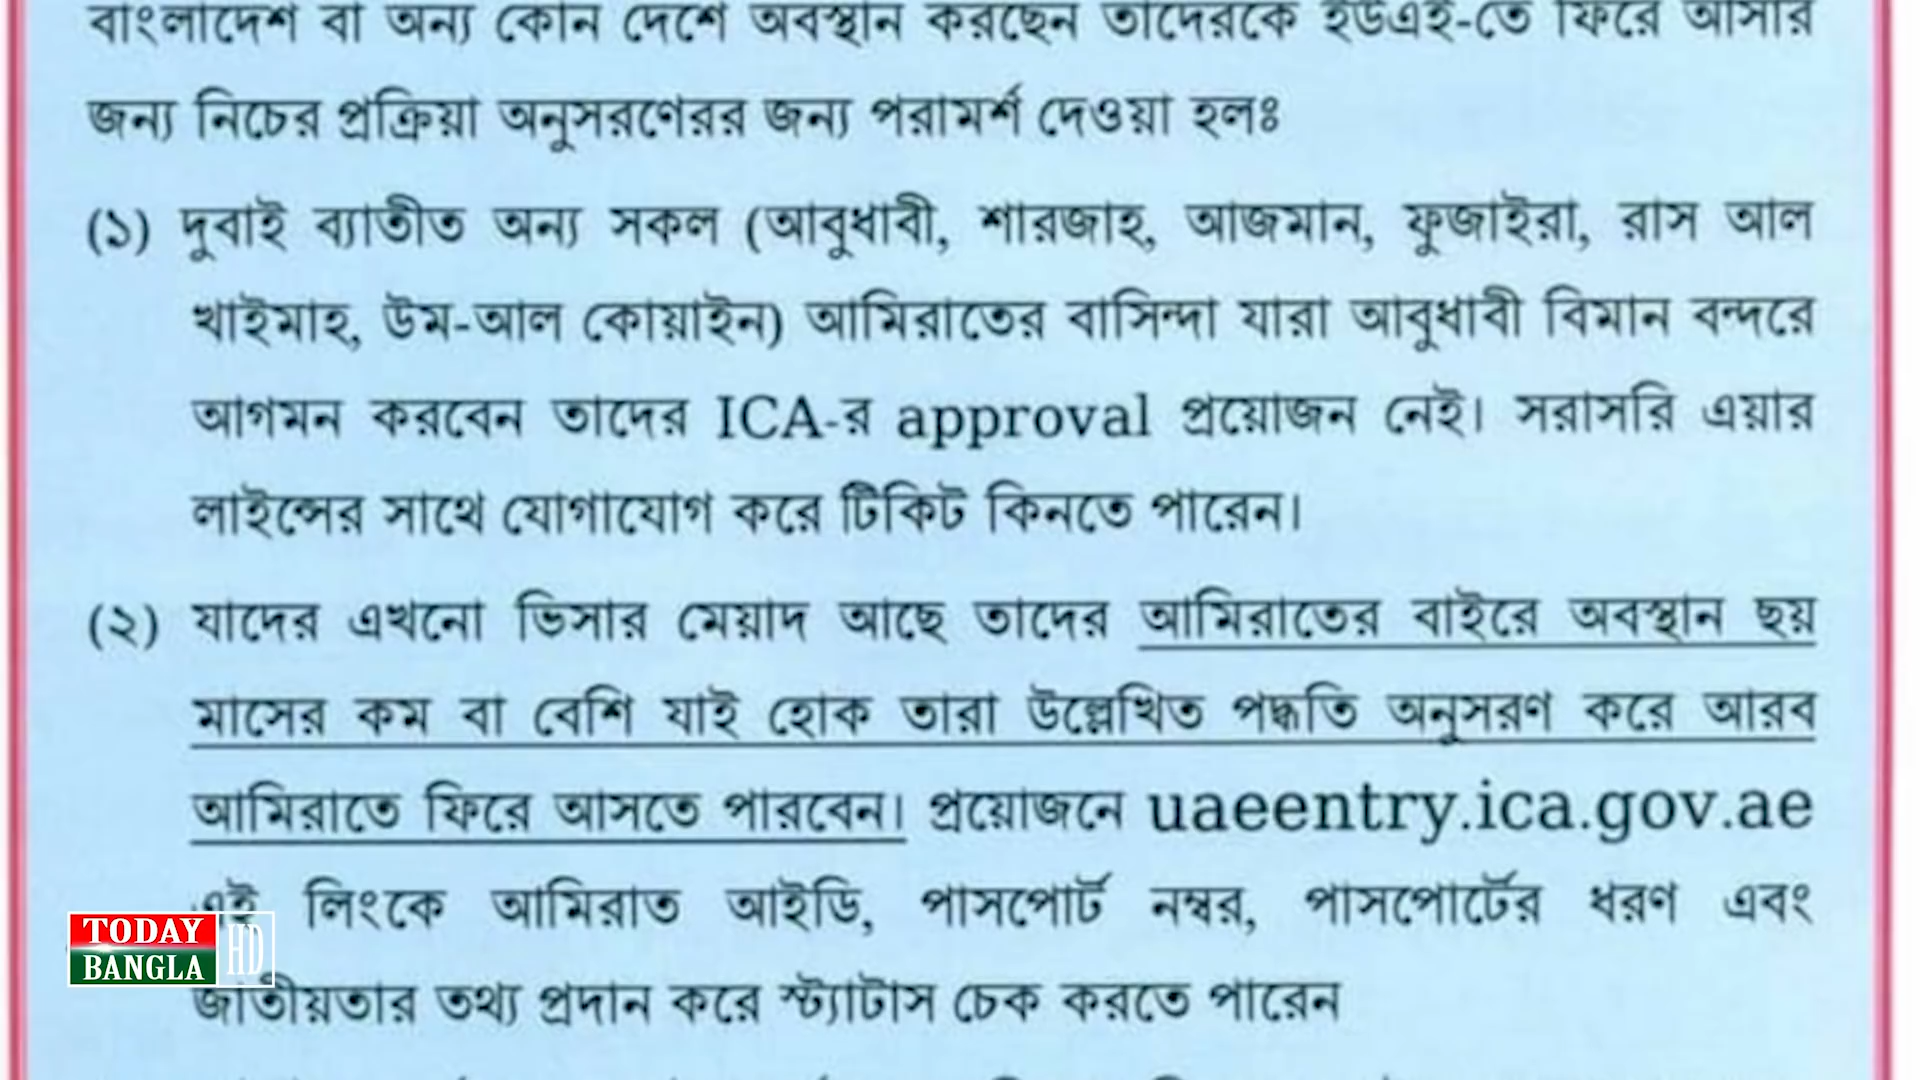 বাংলাদেশ বা অন্য কোন দেশে অবস্থান করছেন তাদেরকে ইউএই-তে ফিরে আসার
জন্য নিচের প্রক্রিয়া অনুসরণেরর জন্য পরামর্শ দেওয়া হলঃ
(১) দুবাই ব্যাতীত অন্য সকল (আবুধাবী, শারজাহ, আজমান, ফুজাইরা, রাস আল
খাইমাহ, উম-আল কোয়াইন) আমিরাতের বাসিন্দা যারা আবুধাবী বিমান বন্দরে
আগমন করবেন তাদের ICA-র approval প্রয়োজন নেই। সরাসরি এয়ার
লাইন্সের সাথে যোগাযোগ করে টিকিট কিনতে পারেন।
(২) যাদের এখনো ভিসার মেয়াদ আছে তাদের আমিরাতের বাইরে অবস্থান ছয়
মাসের কম বা বেশি যাই হোক তারা উল্লেখিত পদ্ধতি অনুসরণ করে আরব
আমিরাতে ফিরে আসতে পারবেন। প্রয়োজনে uaeentry.ica.gov.ae
এই লিংকে আমিরাত আইডি, পাসপোর্ট নম্বর, পাসপোর্টের ধরণ এবং
জাতীয়তার তথ্য প্রদান করে স্ট্যাটাস চেক করতে পারেন
TODAY
BANGLA HD